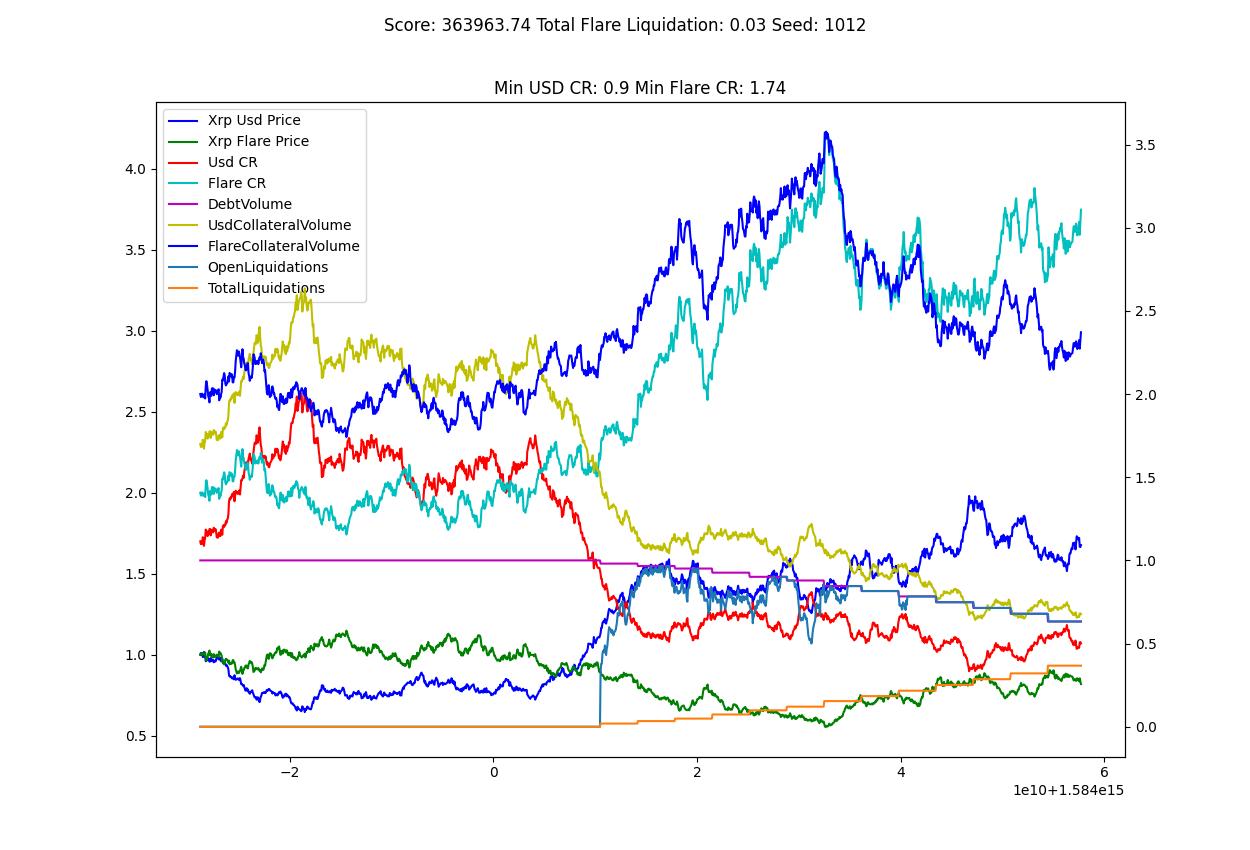 Score: 363963.74 Total Flare Liquidation: 0.03 Seed: 1012
Min USD CR: 0.9 Min Flare CR: 1.74
Xrp Usd Price
Xrp Flare Price
Usd CR
Flare CR
DebtVolume
UsdCollateralVolume
FlareCollateralVolume
OpenLiquidations
TotalLiquidations
4.0
3.5
3.0
2.5
2.0
1.5
1.0
0.5
3.5
3.0
2.5
2.0
1.5
1.0
0.5
0.0
−2
0
2
4
6
1e10+1.584e15